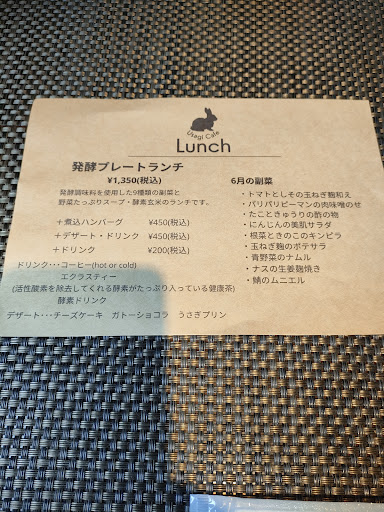 Usagi Cafe
Lunch
発酵プレートランチ
¥1,350(税込)
発酵調味料を使用した9種類の副菜と
野菜たっぷりスープ・酵素玄米のランチです。
+煮込ハンバーグ ¥450(税込)
+デザート・ドリンク ¥450(税込)
+ドリンク ¥200(税込)
ドリンク･･･コーヒー(hot or cold)
エクラスティー
(活性酸素を除去してくれる酵素がたっぷり入っている健康茶)
酵素ドリンク
デザート･･･チーズケーキ ガトーショコラ うさぎプリン
6月の副菜
・トマトとしその玉ねぎ麹和え
・パリパリピーマンの肉味噌のせ
・たこときゅうりの酢の物
・にんじんの美肌サラダ
・根菜ときのこのキンピラ
・玉ねぎ麹のポテサラ
・青野菜のナムル
・ナスの生姜麹焼き
・鯖のムニエル